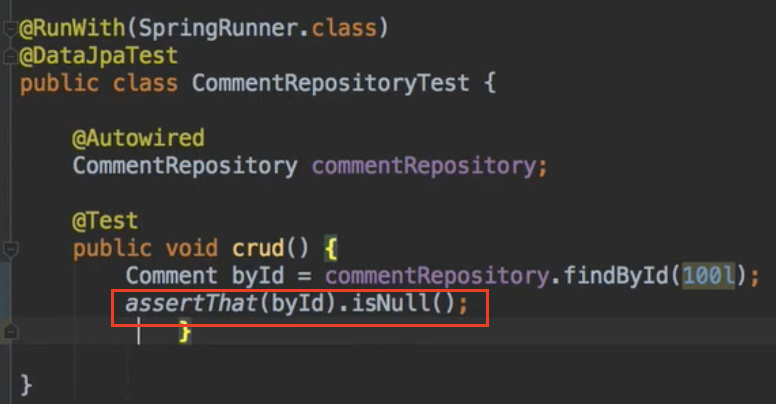 @RunWith(SpringRunner.class)
@DataJpaTest
public class CommentRepositoryTest {
@Autowired
CommentRepository commentRepository;
@Test
public void crud() {
Comment byId = commentRepository.findById(100l);
assertThat(byId).isNull();
}
}